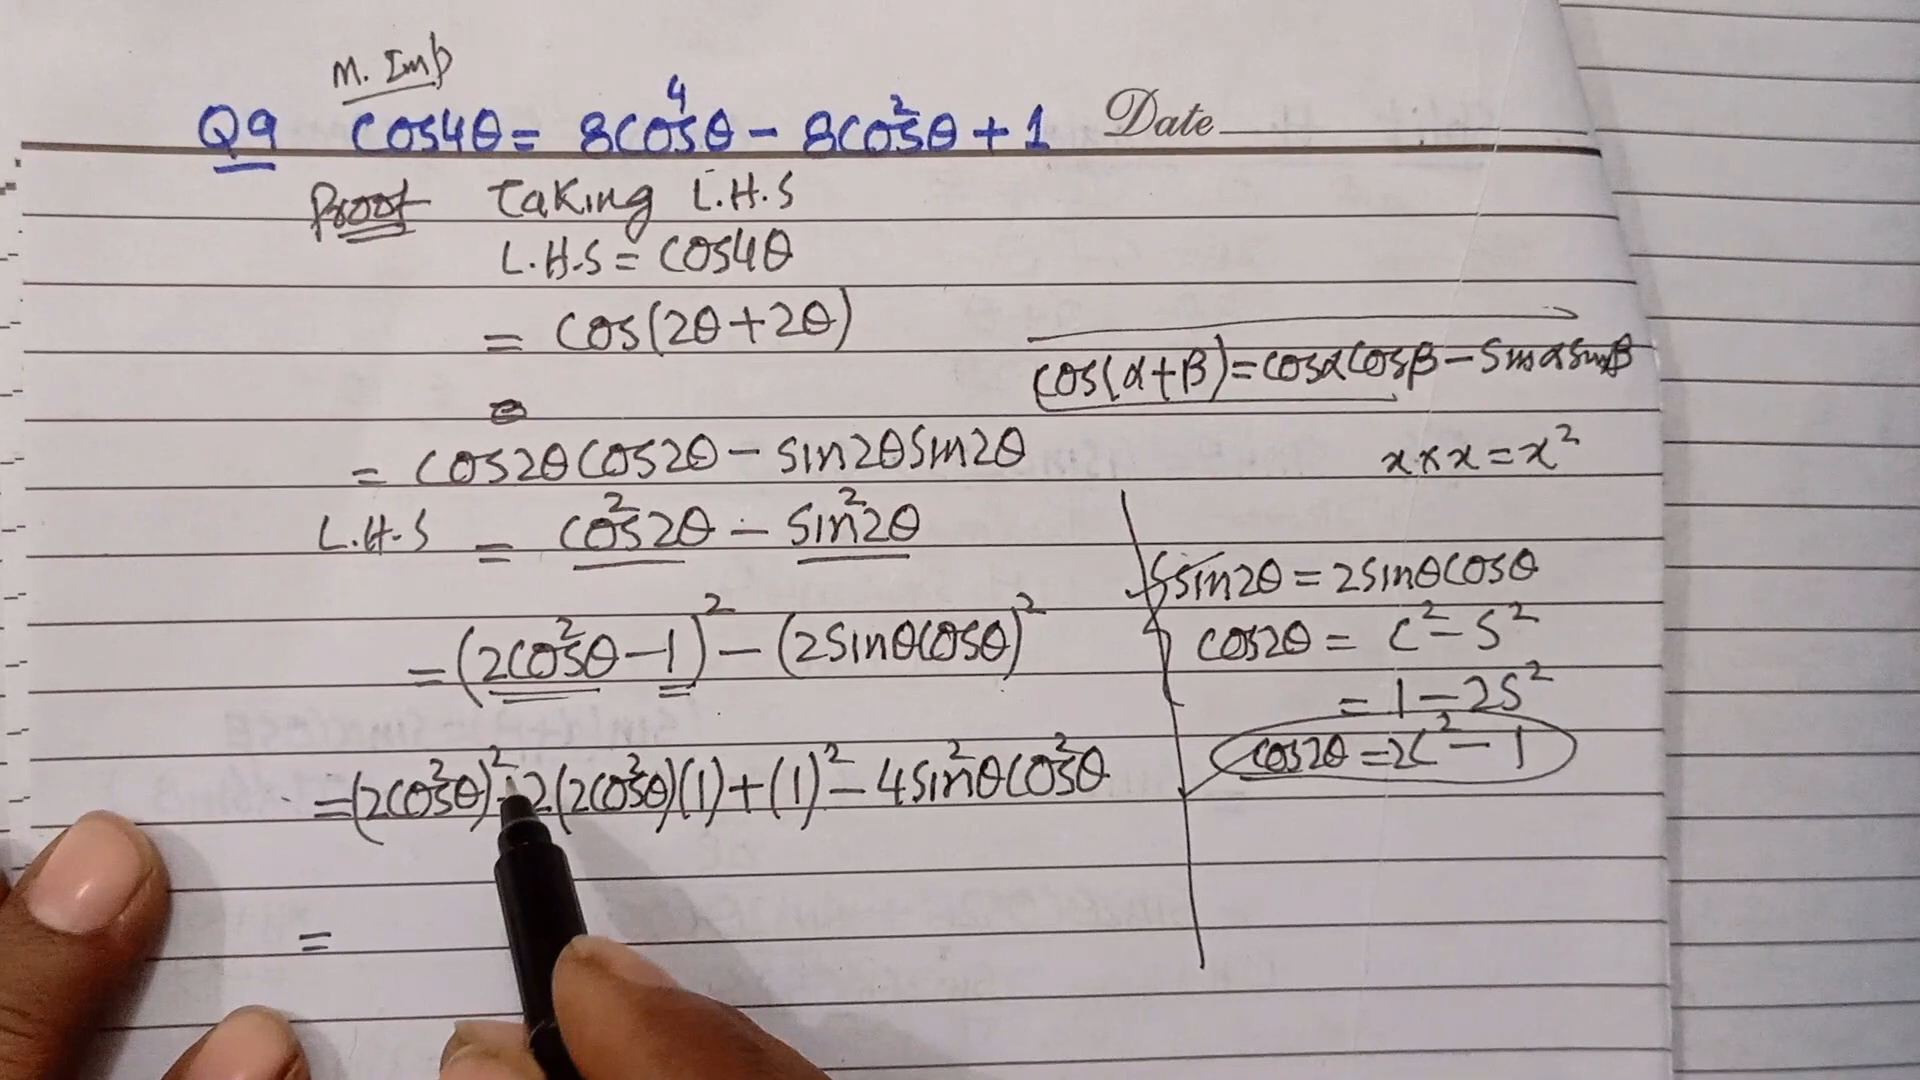 M. Imp
Q9 cos4θ = 8cos⁴θ - 8cos²θ + 1
Date
Proof Taking L.H.S
L.H.S = cos4θ
= cos(2θ+2θ)
cos(α+β) = cosαcosβ - sinαsinβ
=
= cos2θcos2θ - sin2θsin2θ
x × x = x²
L.H.S = cos²2θ - sin²2θ
sin2θ = 2sinθcosθ
cos2θ = c² - s²
= (2cos²θ - 1)² - (2sinθcosθ)²
= 1 - 2s²
cos2θ = 2c² - 1
= (2cos²θ)² - 2(2cos²θ)(1) + (1)² - 4sin²θcos²θ
=